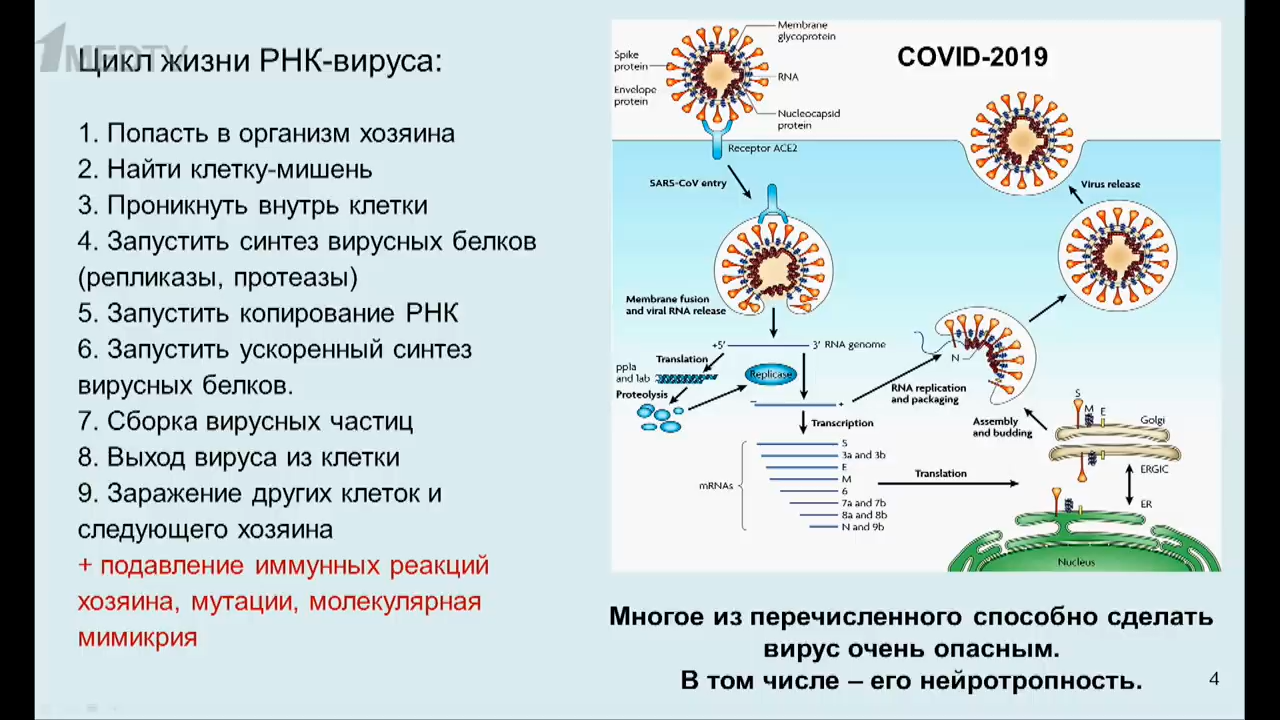 1MEDTV
Цикл жизни РНК-вируса:
1. Попасть в организм хозяина
2. Найти клетку-мишень
3. Проникнуть внутрь клетки
4. Запустить синтез вирусных белков
(репликазы, протеазы)
5. Запустить копирование РНК
6. Запустить ускоренный синтез
вирусных белков.
7. Сборка вирусных частиц
8. Выход вируса из клетки
9. Заражение других клеток и
следующего хозяина
+ подавление иммунных реакций
хозяина, мутации, молекулярная
мимикрия
COVID-2019
Membrane
glycoprotein
Spike
protein
RNA
Envelope
protein
Nucleocapsid
protein
Receptor ACE2
SARS-CoV entry
Virus release
Membrane fusion
and viral RNA release
+5′
3′ RNA genome
Translation
ppla
and lab
Replicase
Proteolysis
−
+
N
RNA replication
and packaging
Transcription
Assembly
and budding
S
M
E
Golgi
ERGIC
ER
mRNAs
S
3a and 3b
E
M
6
7a and 7b
8a and 8b
N and 9b
Translation
Nucleus
Многое из перечисленного способно сделать
вирус очень опасным.
В том числе – его нейротропность.
4